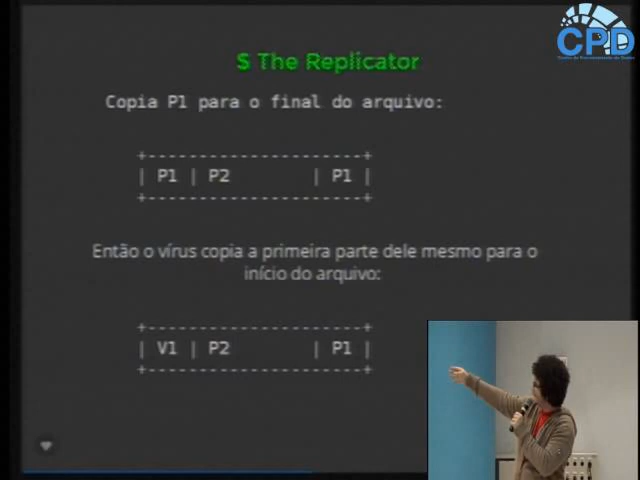 CPD
$ The Replicator
Copia P1 para o final do arquivo:
+---------------------+
| P1 | P2 | P1 |
+---------------------+
Então o vírus copia a primeira parte dele mesmo para o
início do arquivo:
+---------------------+
| V1 | P2 | P1 |
+---------------------+